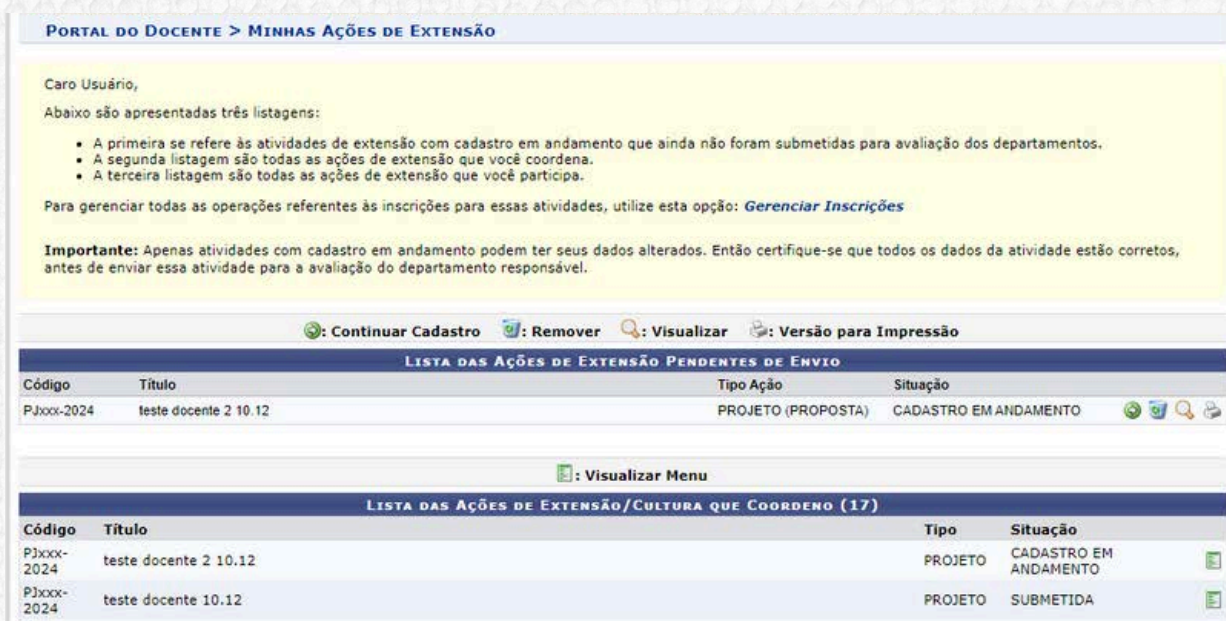 PORTAL DO DOCENTE > MINHAS AÇÕES DE EXTENSÃO
Caro Usuário,
Abaixo são apresentadas três listagens:
• A primeira se refere às atividades de extensão com cadastro em andamento que ainda não foram submetidas para avaliação dos departamentos.
• A segunda listagem são todas as ações de extensão que você coordena.
• A terceira listagem são todas as ações de extensão que você participa.
Para gerenciar todas as operações referentes às inscrições para essas atividades, utilize esta opção: Gerenciar Inscrições
Importante: Apenas atividades com cadastro em andamento podem ter seus dados alterados. Então certifique-se que todos os dados da atividade estão corretos,
antes de enviar essa atividade para a avaliação do departamento responsável.
: Continuar Cadastro : Remover : Visualizar : Versão para Impressão
LISTA DAS AÇÕES DE EXTENSÃO PENDENTES DE ENVIO
Código Título Tipo Ação Situação
PJxxx-2024 teste docente 2 10.12 PROJETO (PROPOSTA) CADASTRO EM ANDAMENTO
: Visualizar Menu
LISTA DAS AÇÕES DE EXTENSÃO/CULTURA QUE COORDENO (17)
Código Título Tipo Situação
PJxxx-
2024 teste docente 2 10.12 PROJETO CADASTRO EM
ANDAMENTO
PJxxx-
2024 teste docente 10.12 PROJETO SUBMETIDA